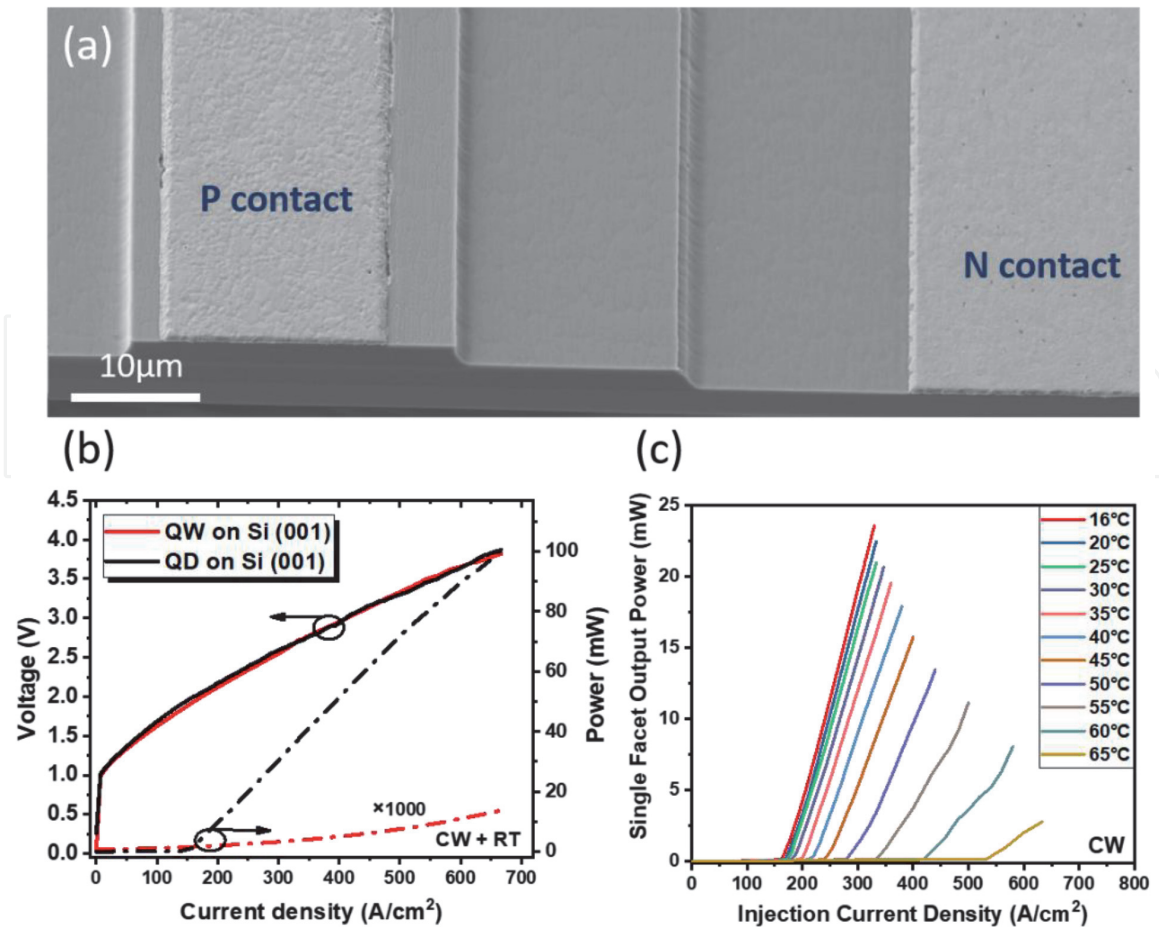 (a)
P contact
N contact
10μm
(b)
4.5
4.0
3.5
3.0
2.5
2.0
1.5
1.0
0.5
0.0
Voltage (V)
QW on Si (001)
QD on Si (001)
×1000
CW + RT
100
80
60
40
20
0
Power (mW)
0 100 200 300 400 500 600 700
Current density (A/cm²)
(c)
25
20
15
10
5
0
Single Facet Output Power (mW)
16°C
20°C
25°C
30°C
35°C
40°C
45°C
50°C
55°C
60°C
65°C
CW
0 100 200 300 400 500 600 700 800
Injection Current Density (A/cm²)